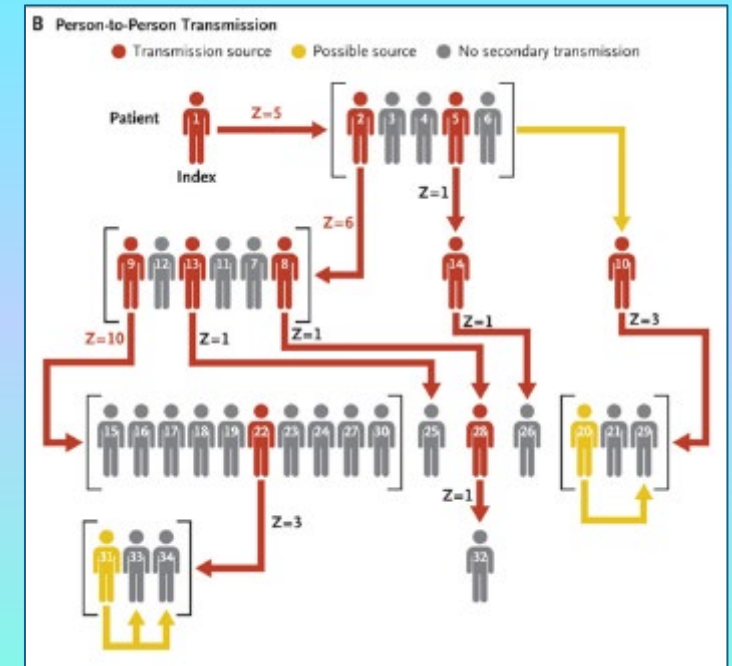 B Person-to-Person Transmission
Transmission source Possible source No secondary transmission
Patient 1 Z=5 2 3 4 5 6
Index
Z=1
Z=6
9 12 13 11 7 8 14 10
Z=10 Z=1 Z=1 Z=1 Z=3
15 16 17 18 19 22 23 24 27 30 25 28 26 20 21 29
Z=1
Z=3
31 33 34 32